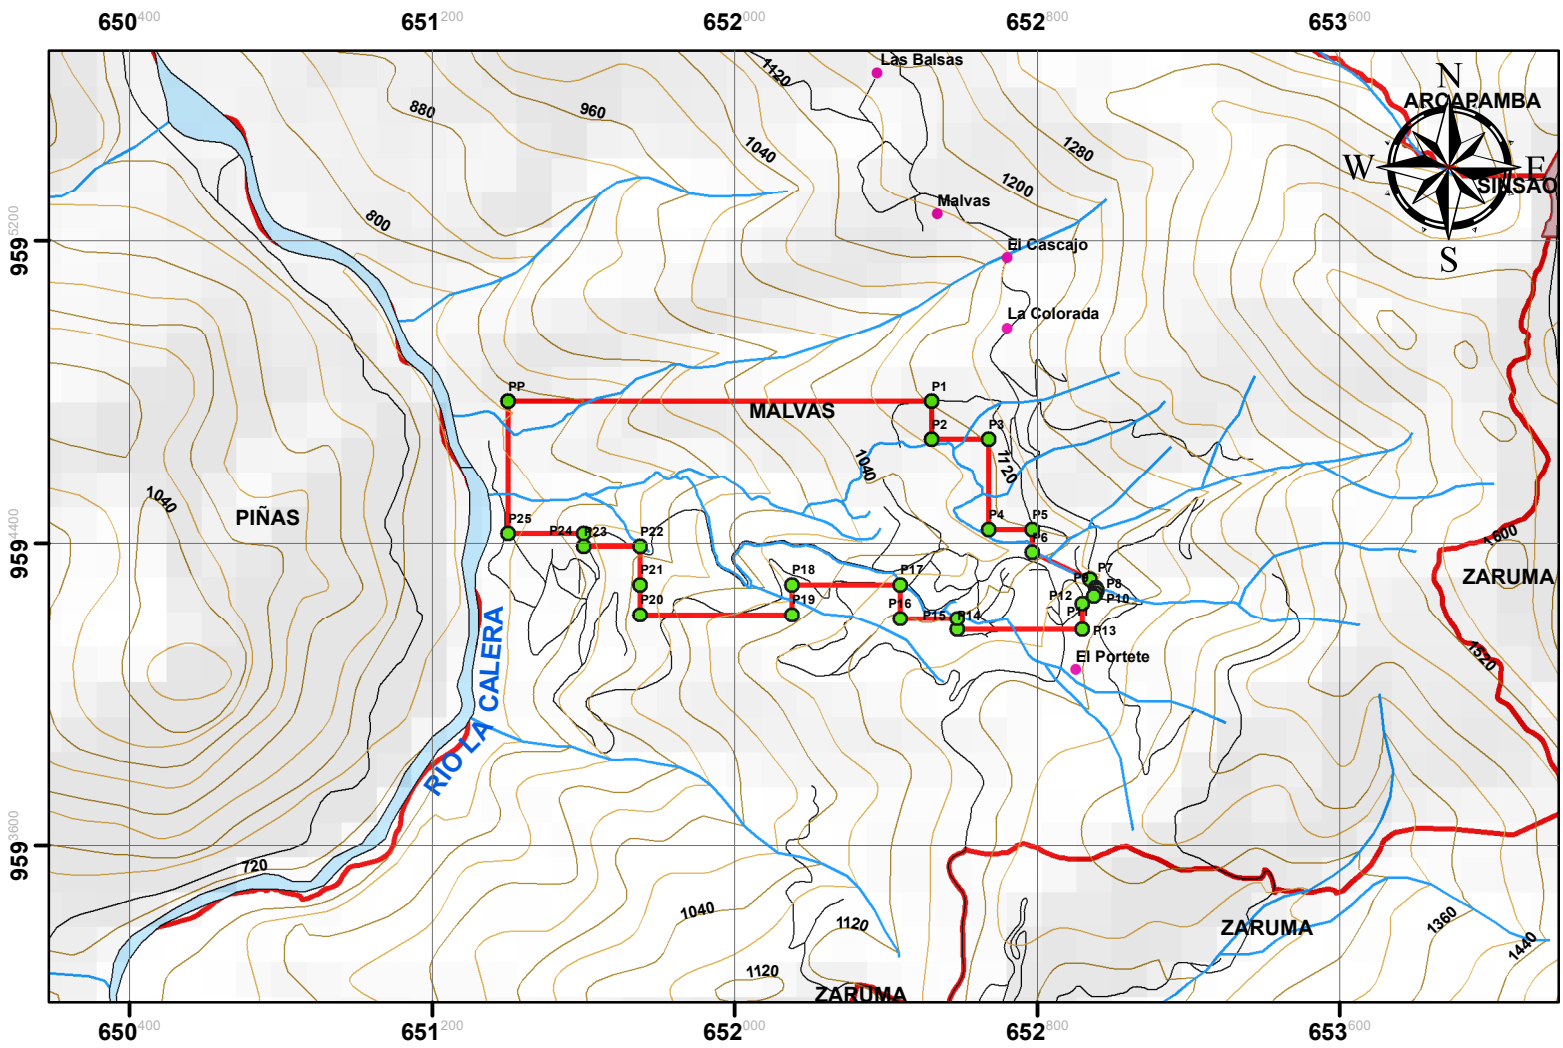 650400 651200 652000 652800 653600
Las Balsas
1120
N
ARCAPAMBA
880
960
1040
1280
W
E
1200
SINSAO
Malvas
800
9595200
El Cascajo
S
La Colorada
PP
P1
MALVAS
P2
P3
1040
1120
1040
PIÑAS
P25
P24
P23
P22
P4
P5
P6
1600
9594400
P21
P18
P17
P9
P7
P8
ZARUMA
P20
P19
P16
P15
P14
P12
P10
P11
P13
El Portete
1520
RIO LA CALERA
9593600
720
1040
1120
ZARUMA
1360
1440
1120
ZARUMA
650400 651200 652000 652800 653600